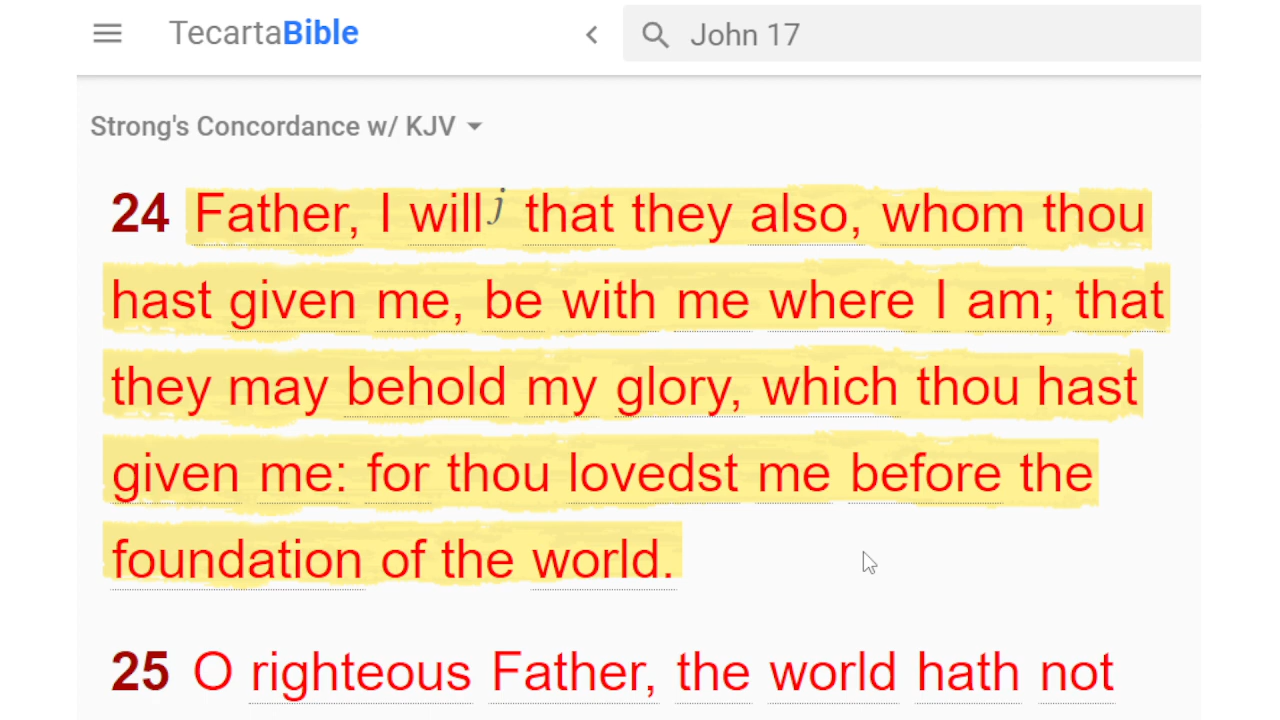 TecartaBible
John 17
Strong's Concordance w/ KJV
24 Father, I will j that they also, whom thou
hast given me, be with me where I am; that
they may behold my glory, which thou hast
given me: for thou lovedst me before the
foundation of the world.
25 O righteous Father, the world hath not